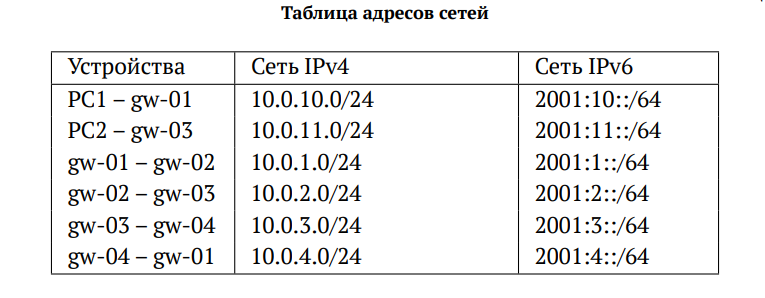 Таблица адресов сетей
Устройства Сеть IPv4 Сеть IPv6
PC1 – gw-01 10.0.10.0/24 2001:10::/64
PC2 – gw-03 10.0.11.0/24 2001:11::/64
gw-01 – gw-02 10.0.1.0/24 2001:1::/64
gw-02 – gw-03 10.0.2.0/24 2001:2::/64
gw-03 – gw-04 10.0.3.0/24 2001:3::/64
gw-04 – gw-01 10.0.4.0/24 2001:4::/64